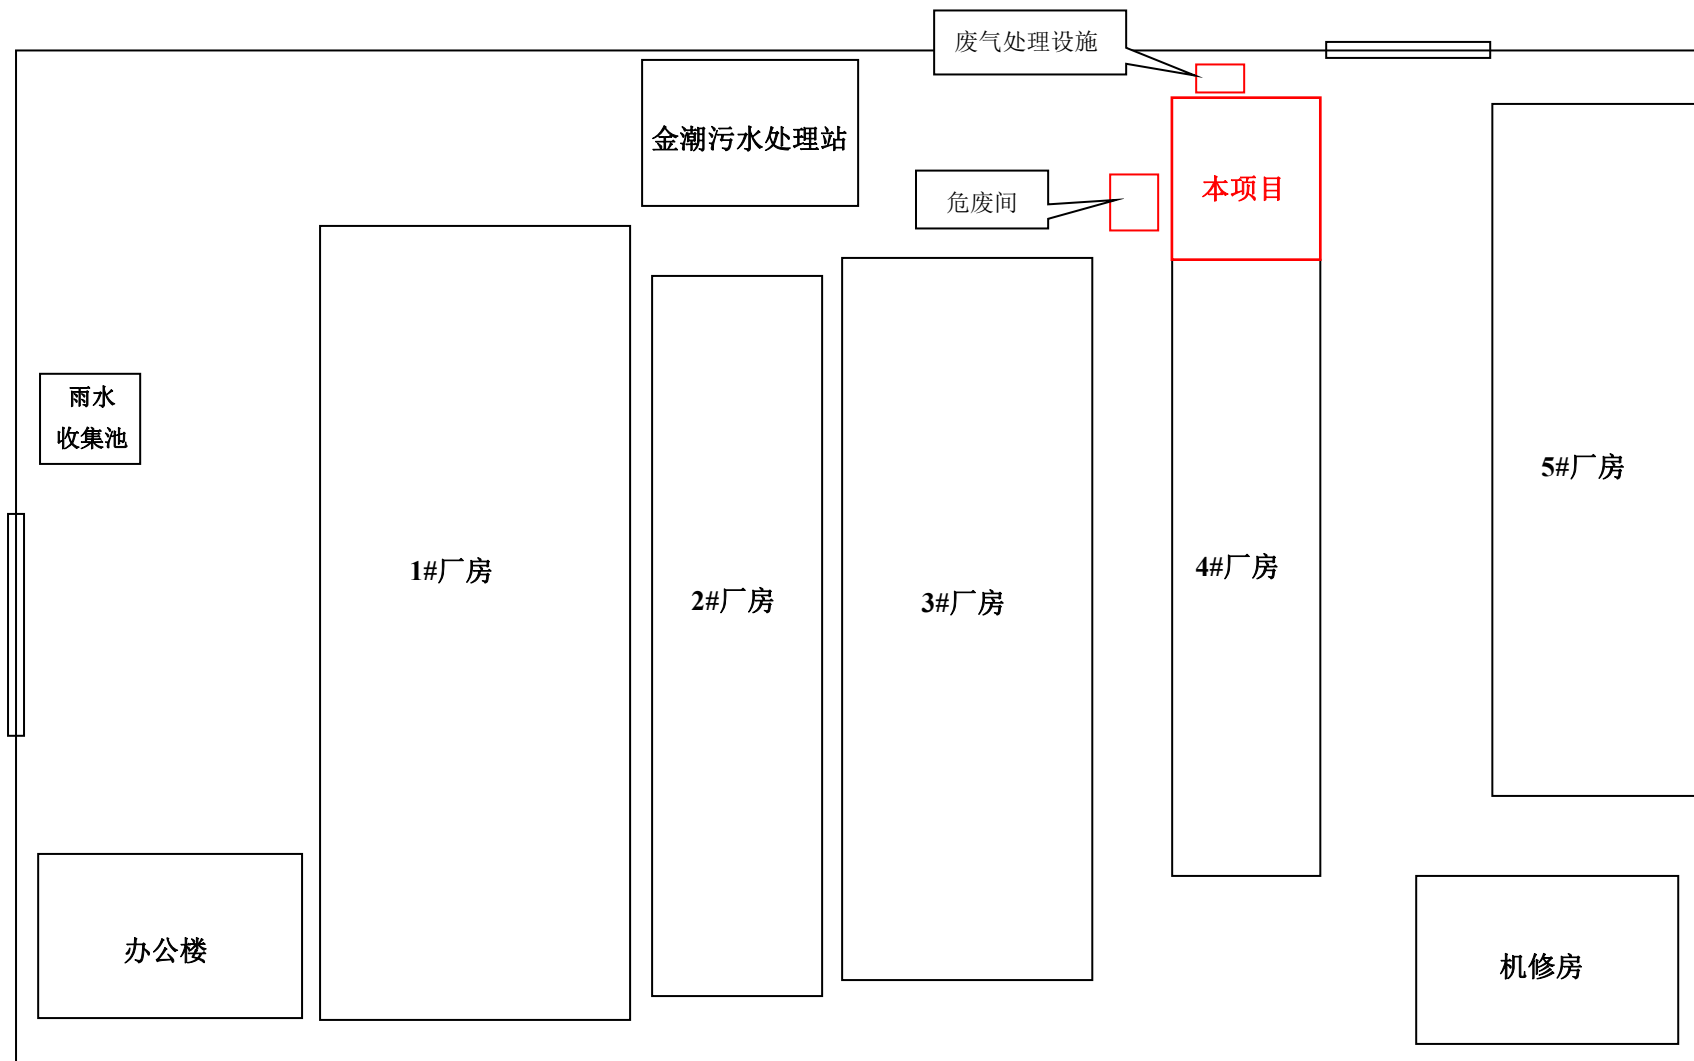 废气处理设施
金潮污水处理站
本项目
危废间
雨水
收集池
5#厂房
1#厂房
2#厂房
3#厂房
4#厂房
办公楼
机修房